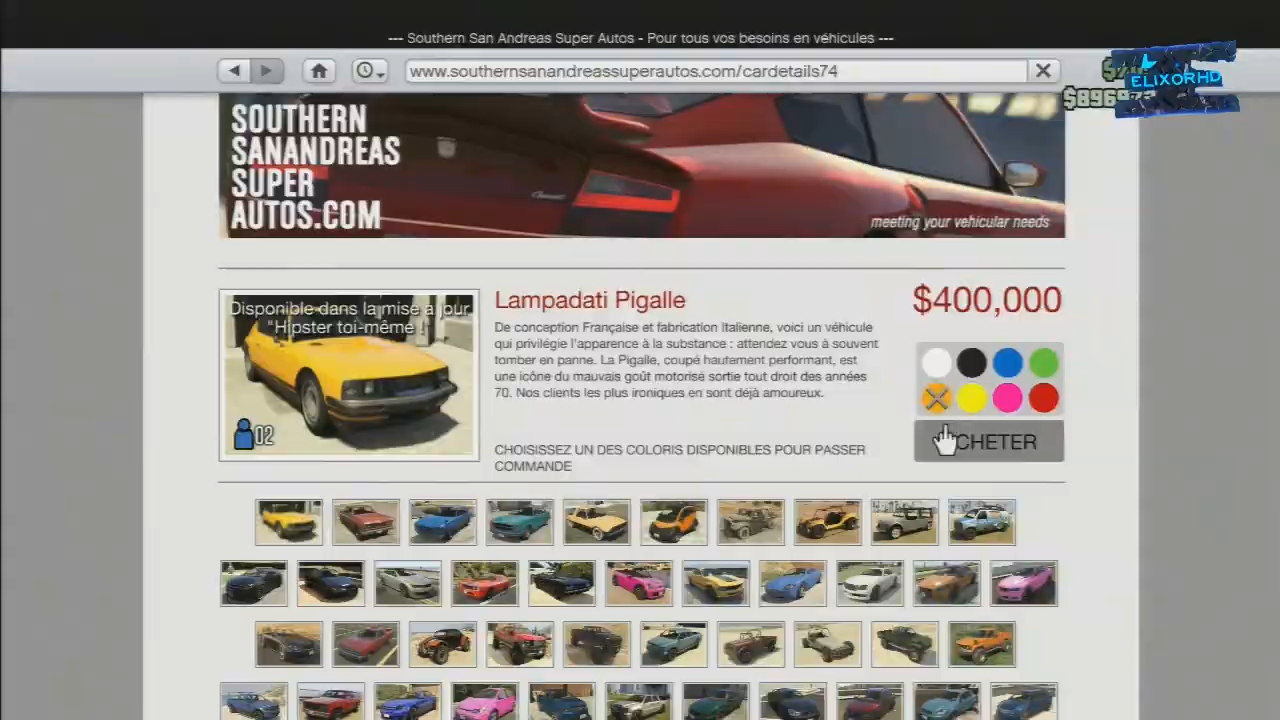 --- Southern San Andreas Super Autos - Pour tous vos besoins en véhicules ---
www.southernsanandreassuperautos.com/cardetails74
ELIXORHD
SOUTHERN
SANANDREAS
SUPER
AUTOS.COM
meeting your vehicular needs
Disponible dans la mise à jour
"Hipster toi-même
02
Lampadati Pigalle
$400,000
De conception Française et fabrication Italienne, voici un véhicule
qui privilégie l'apparence à la substance : attendez vous à souvent
tomber en panne. La Pigalle, coupé hautement performant, est
une icône du mauvais goût motorisé sortie tout droit des années
70. Nos clients les plus ironiques en sont déjà amoureux.
CHOISISSEZ UN DES COLORIS DISPONIBLES POUR PASSER
COMMANDE
CHETER